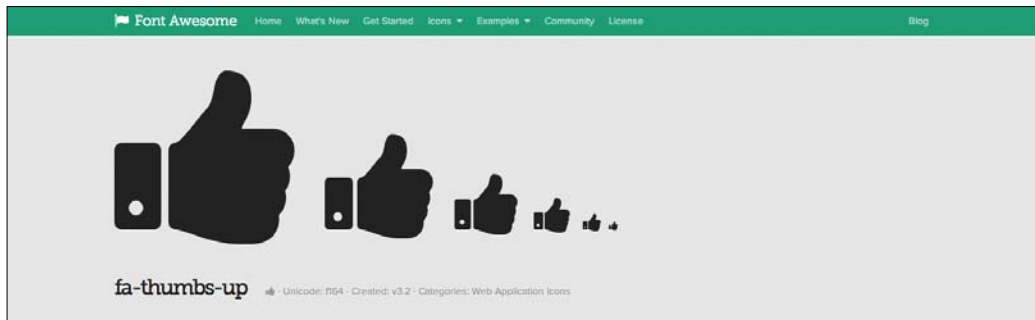 Font Awesome Home What's New Get Started Icons Examples Community License Blog
fa-thumbs-up · Unicode: f164 · Created: v3.2 · Categories: Web Application Icons